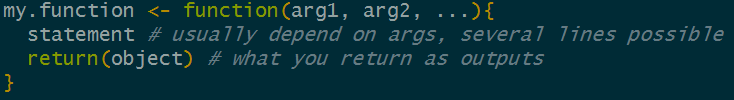 my.function <- function(arg1, arg2, ...){
  statement # usually depend on args, several lines possible
  return(object) # what you return as outputs
}